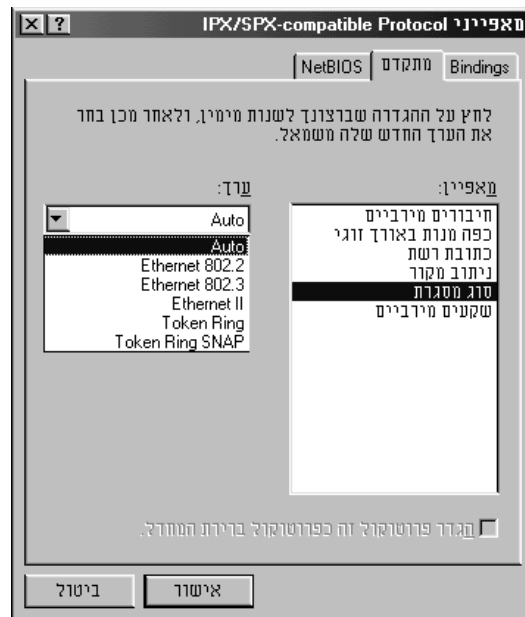 מאפייני IPX/SPX-compatible Protocol
Bindings מתקדם NetBIOS
לחץ על ההגדרה שברצונך לשנות מימין, ולאחר מכן בחר
את הערך החדש שלה משמאל.
מאפיין:
חיבורים מירביים
כפה מנות באורך זוגי
כתובת רשת
ניתוב מקור
סוג מסגרת
שקעים מירביים
ערך:
Auto
Auto
Ethernet 802.2
Ethernet 802.3
Ethernet II
Token Ring
Token Ring SNAP
הגדר פרוטוקול זה כפרוטוקול ברירת המחדל.
אישור
ביטול